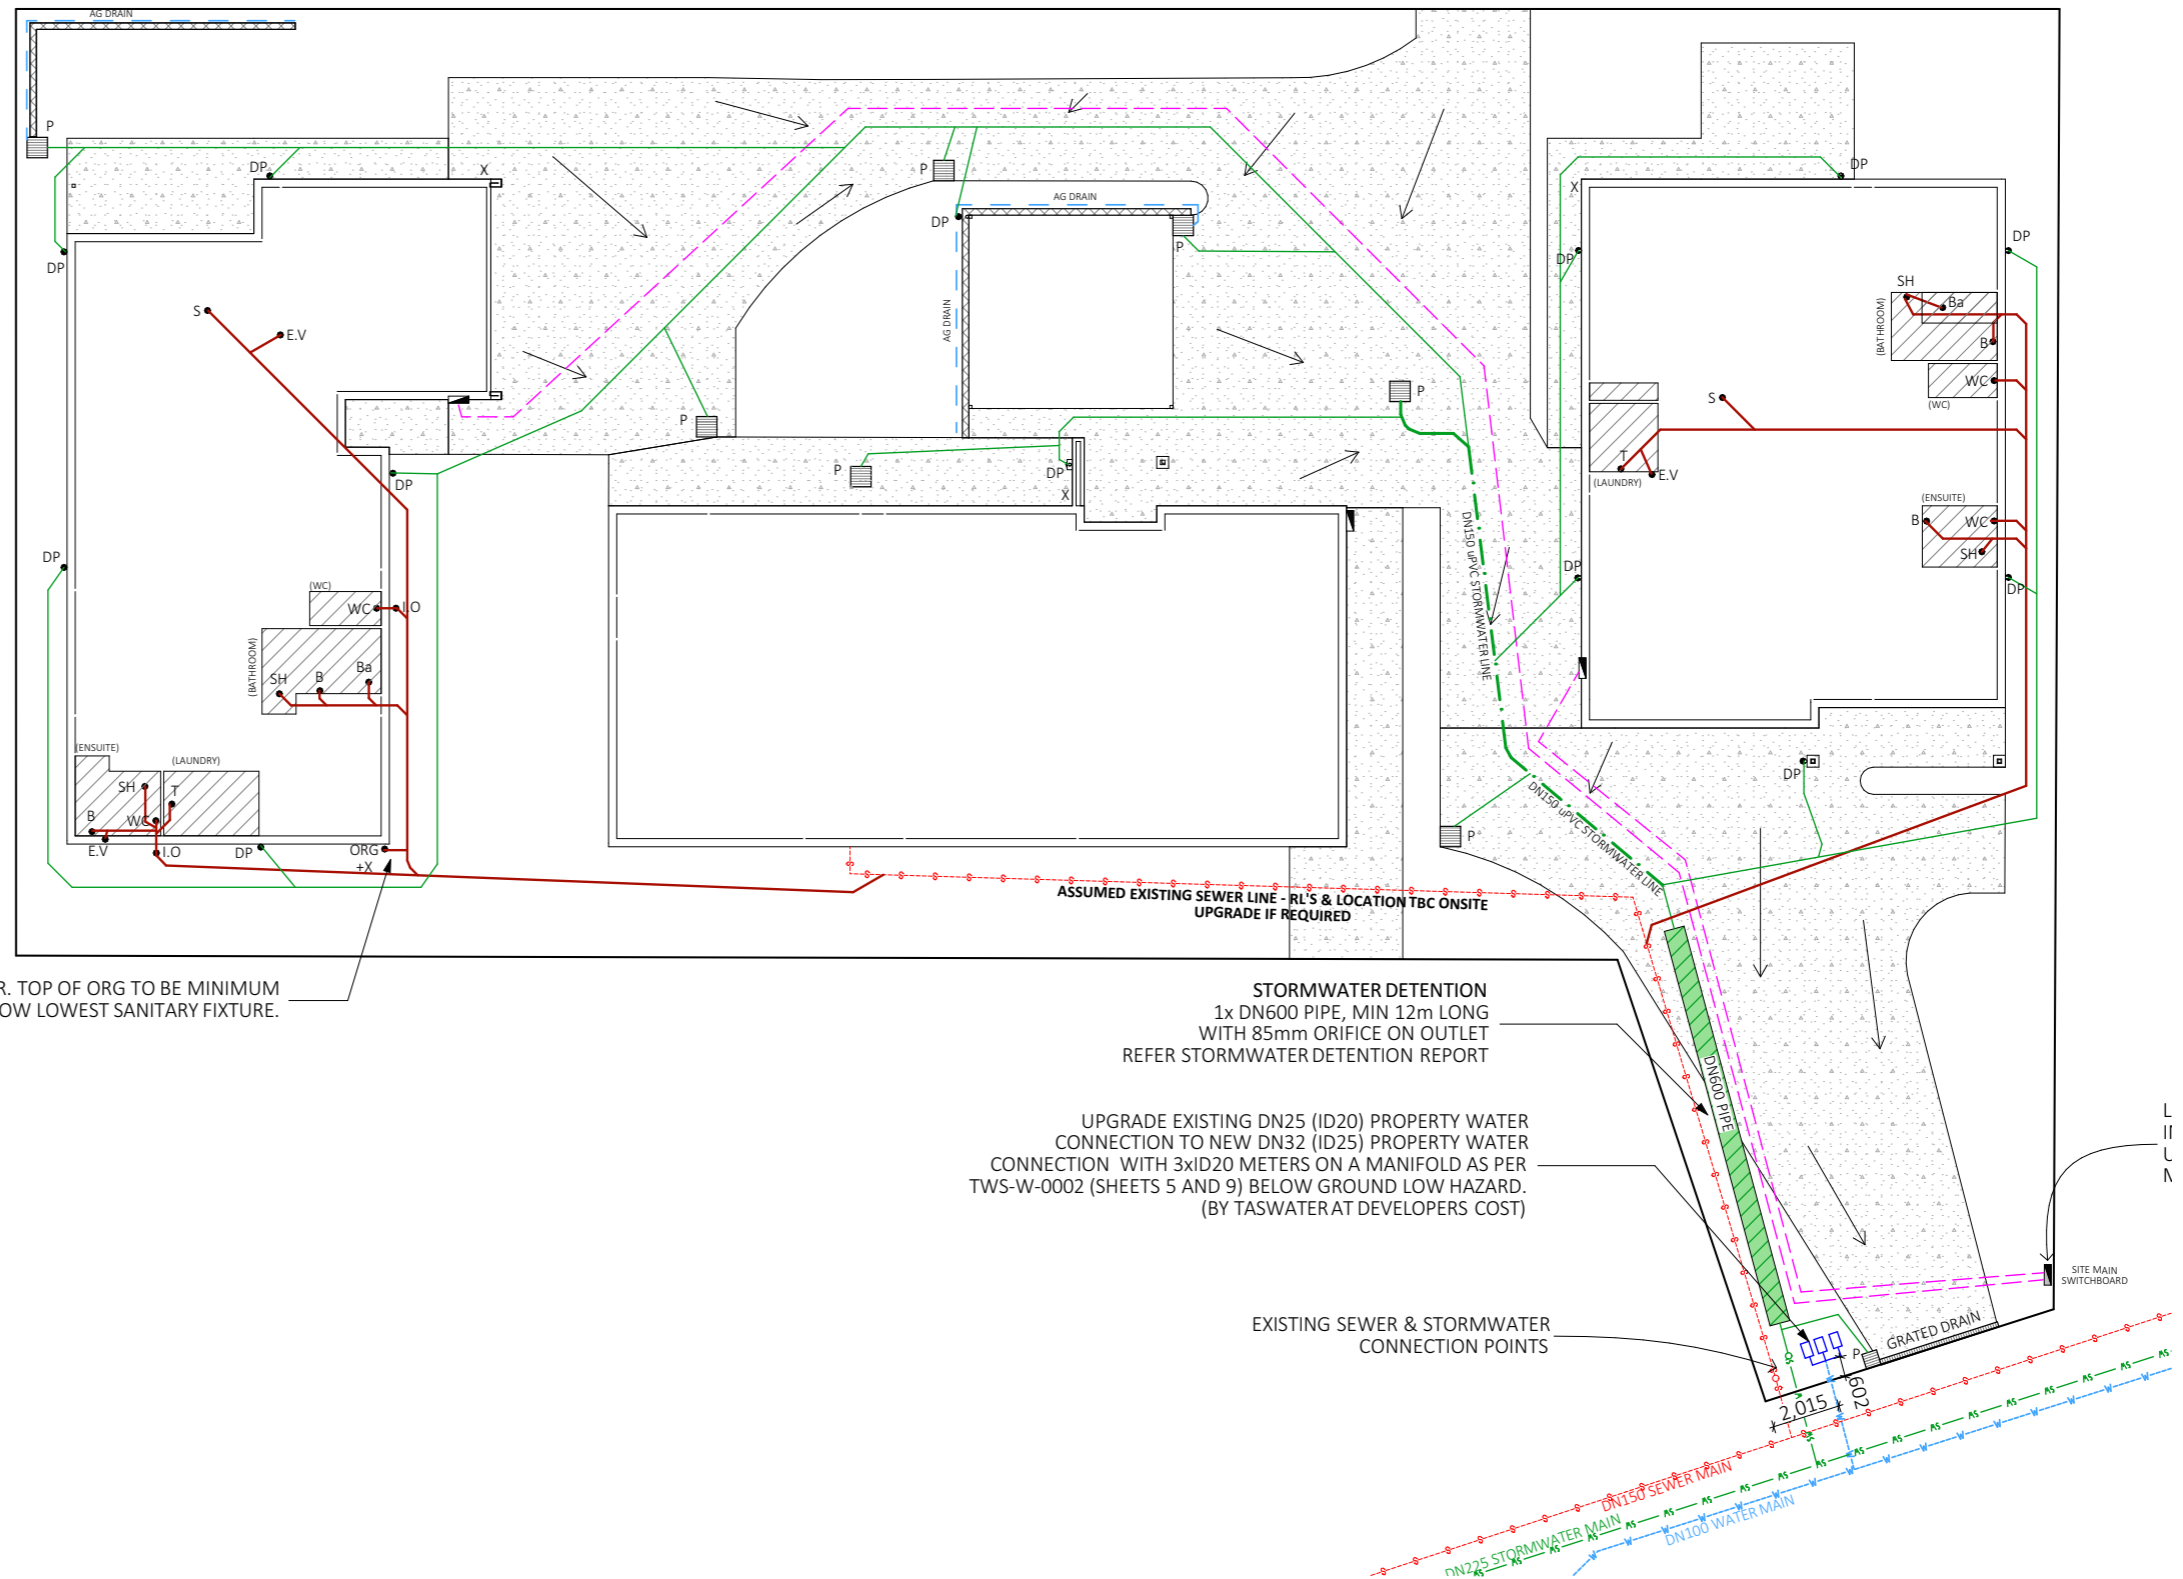 AG DRAIN
P
DP
X
DP
S
E.V
DP
DP
(WC)
WC
I.O
(BATHROOM)
SH
B
Ba
(ENSUITE)
(LAUNDRY)
SH
T
B
WC
E.V
I.O
DP
ORG
+X
P
DP
AG DRAIN
P
AG DRAIN
P
P
DP
X
P
DN150 uPVC STORMWATER LINE
DN150 uPVC STORMWATER LINE
P
X
DP
DP
DP
DP
DP
DP
SH
Ba
(BATHROOM)
B
WC
(WC)
S
T
E.V
(LAUNDRY)
(ENSUITE)
B
WC
SH
ASSUMED EXISTING SEWER LINE - RL'S & LOCATION TBC ONSITE
UPGRADE IF REQUIRED
R. TOP OF ORG TO BE MINIMUM
OW LOWEST SANITARY FIXTURE.
STORMWATER DETENTION
1x DN600 PIPE, MIN 12m LONG
WITH 85mm ORIFICE ON OUTLET
REFER STORMWATER DETENTION REPORT
DN600 PIPE
UPGRADE EXISTING DN25 (ID20) PROPERTY WATER
CONNECTION TO NEW DN32 (ID25) PROPERTY WATER
CONNECTION WITH 3xID20 METERS ON A MANIFOLD AS PER
TWS-W-0002 (SHEETS 5 AND 9) BELOW GROUND LOW HAZARD.
(BY TASWATER AT DEVELOPERS COST)
SITE MAIN
SWITCHBOARD
EXISTING SEWER & STORMWATER
CONNECTION POINTS
P
GRATED DRAIN
2,015
602
DN150 SEWER MAIN
DN225 STORMWATER MAIN
DN100 WATER MAIN